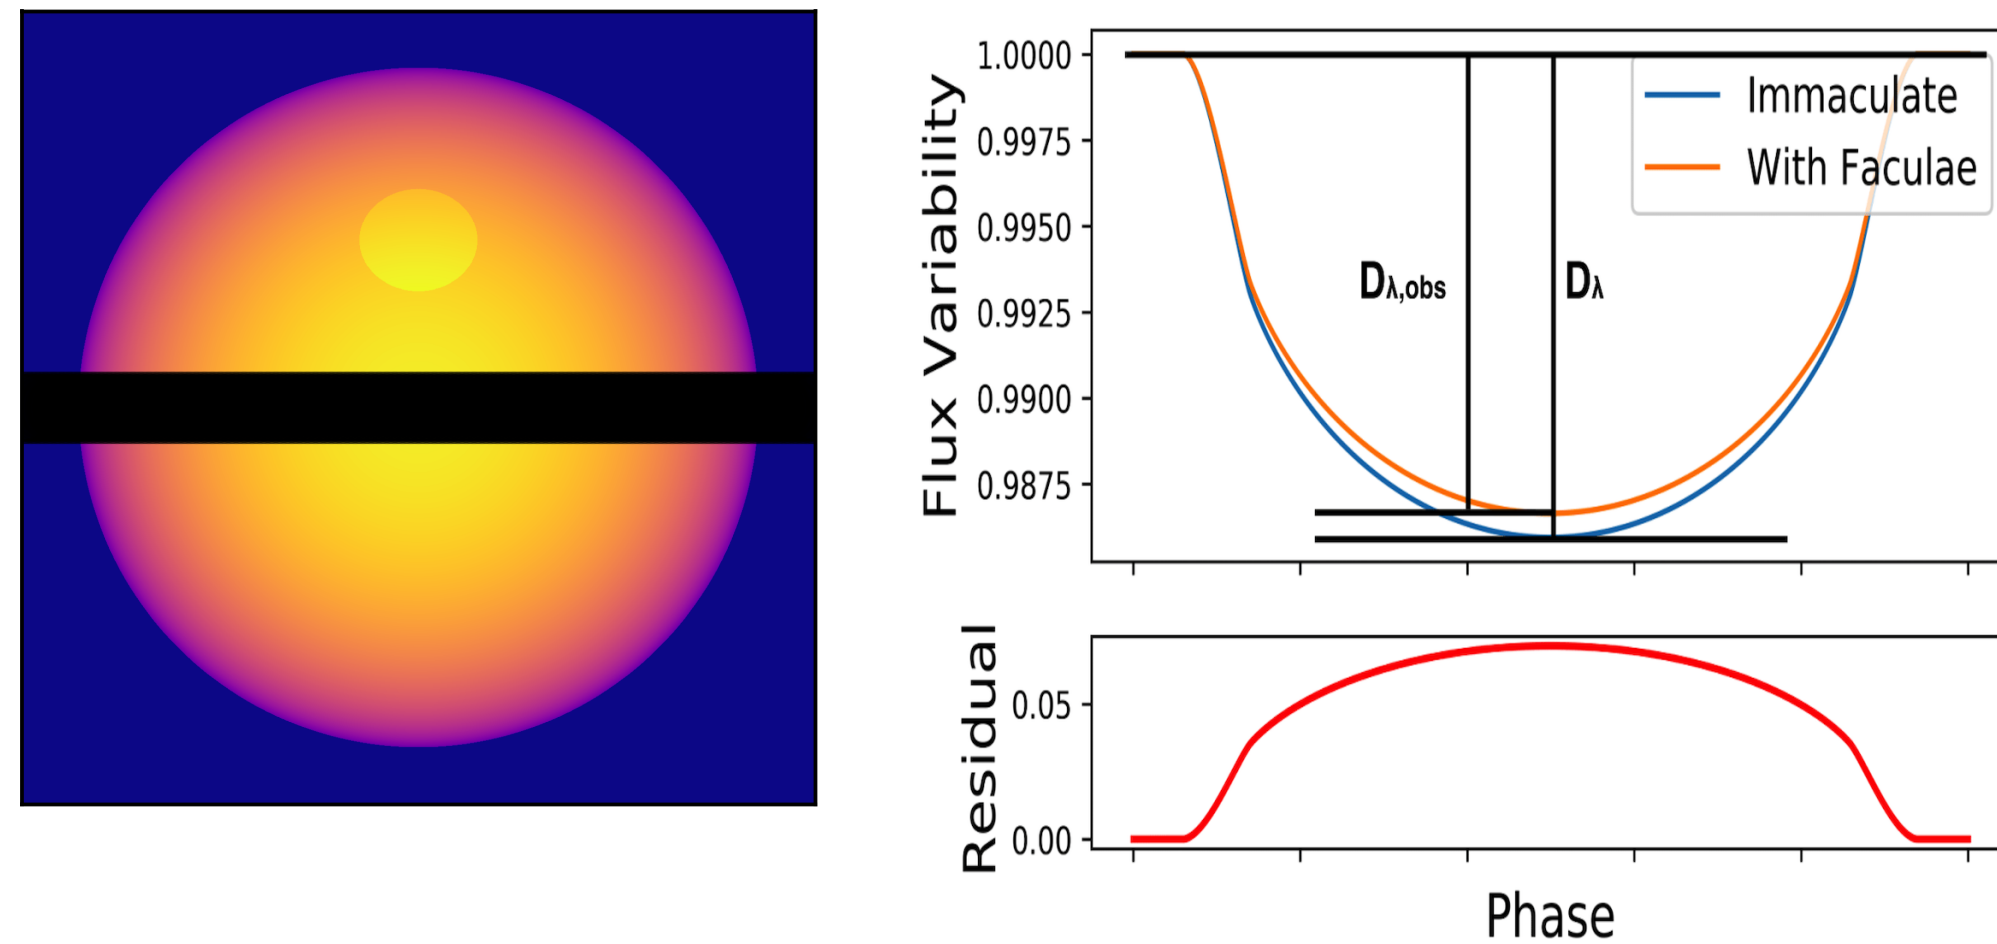 Flux Variability
1.0000
0.9975
0.9950
0.9925
0.9900
0.9875
Immaculate
With Faculae
Dλ,obs
Dλ
Residual
0.05
0.00
Phase